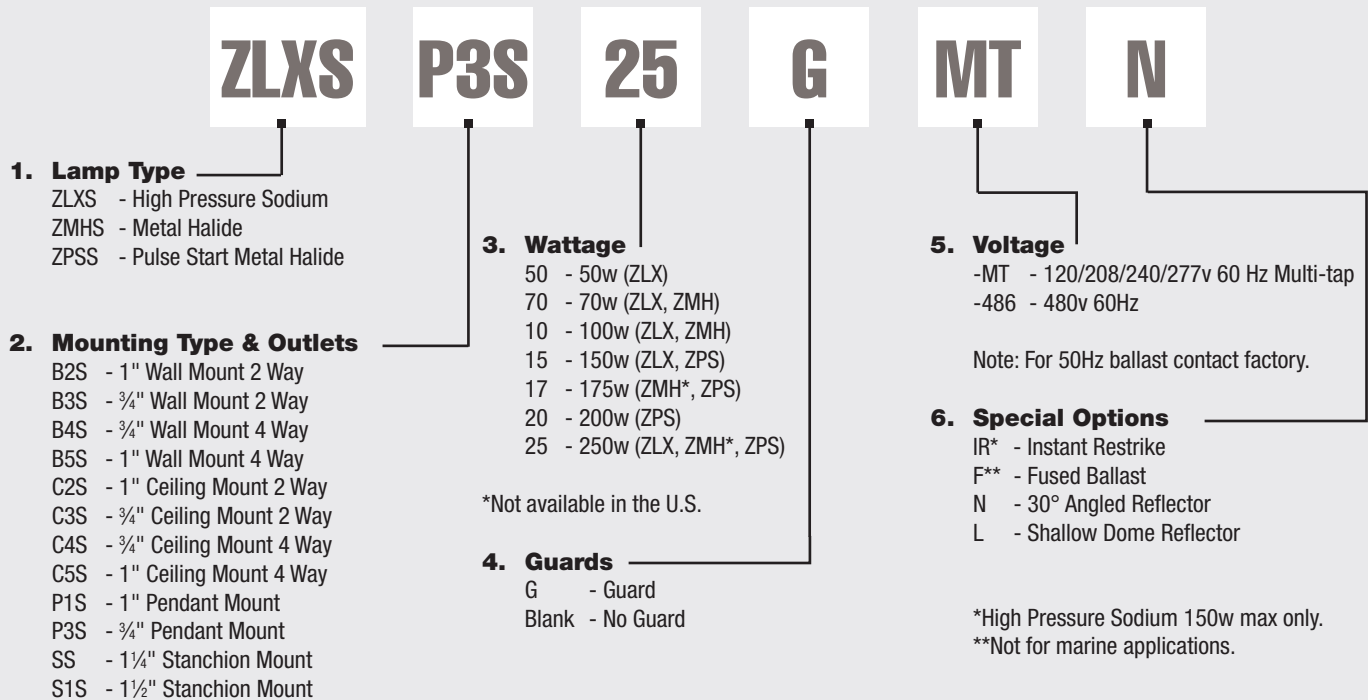 ZLXS P3S 25 G MT N
1. Lamp Type
ZLXS - High Pressure Sodium
ZMHS - Metal Halide
ZPSS - Pulse Start Metal Halide
2. Mounting Type & Outlets
B2S - 1" Wall Mount 2 Way
B3S - ¾" Wall Mount 2 Way
B4S - ¾" Wall Mount 4 Way
B5S - 1" Wall Mount 4 Way
C2S - 1" Ceiling Mount 2 Way
C3S - ¾" Ceiling Mount 2 Way
C4S - ¾" Ceiling Mount 4 Way
C5S - 1" Ceiling Mount 4 Way
P1S - 1" Pendant Mount
P3S - ¾" Pendant Mount
SS - 1¼" Stanchion Mount
S1S - 1½" Stanchion Mount
3. Wattage
50 - 50w (ZLX)
70 - 70w (ZLX, ZMH)
10 - 100w (ZLX, ZMH)
15 - 150w (ZLX, ZPS)
17 - 175w (ZMH*, ZPS)
20 - 200w (ZPS)
25 - 250w (ZLX, ZMH*, ZPS)
*Not available in the U.S.
4. Guards
G - Guard
Blank - No Guard
5. Voltage
-MT - 120/208/240/277v 60 Hz Multi-tap
-486 - 480v 60Hz
Note: For 50Hz ballast contact factory.
6. Special Options
IR* - Instant Restrike
F** - Fused Ballast
N - 30° Angled Reflector
L - Shallow Dome Reflector
*High Pressure Sodium 150w max only.
**Not for marine applications.